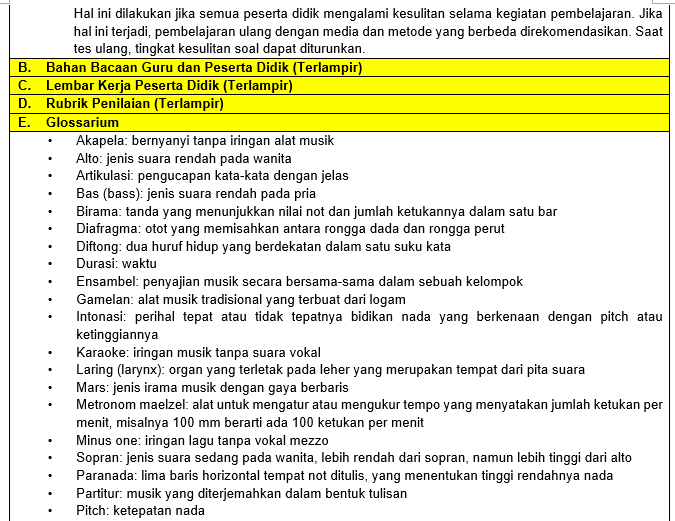 Hal ini dilakukan jika semua peserta didik mengalami kesulitan selama kegiatan pembelajaran. Jika
hal ini terjadi, pembelajaran ulang dengan media dan metode yang berbeda direkomendasikan. Saat
tes ulang, tingkat kesulitan soal dapat diturunkan.
B. Bahan Bacaan Guru dan Peserta Didik (Terlampir)
C. Lembar Kerja Peserta Didik (Terlampir)
D. Rubrik Penilaian (Terlampir)
E. Glossarium
• Akapela: bernyanyi tanpa iringan alat musik
• Alto: jenis suara rendah pada wanita
• Artikulasi: pengucapan kata-kata dengan jelas
• Bas (bass): jenis suara rendah pada pria
• Birama: tanda yang menunjukkan nilai not dan jumlah ketukannya dalam satu bar
• Diafragma: otot yang memisahkan antara rongga dada dan rongga perut
• Diftong: dua huruf hidup yang berdekatan dalam satu suku kata
• Durasi: waktu
• Ensambel: penyajian musik secara bersama-sama dalam sebuah kelompok
• Gamelan: alat musik tradisional yang terbuat dari logam
• Intonasi: perihal tepat atau tidak tepatnya bidikan nada yang berkenaan dengan pitch atau
ketinggiannya
• Karaoke: iringan musik tanpa suara vokal
• Laring (larynx): organ yang terletak pada leher yang merupakan tempat dari pita suara
• Mars: jenis irama musik dengan gaya berbaris
• Metronom maelzel: alat untuk mengatur atau mengukur tempo yang menyatakan jumlah ketukan per
menit, misalnya 100 mm berarti ada 100 ketukan per menit
• Minus one: iringan lagu tanpa vokal mezzo
• Sopran: jenis suara sedang pada wanita, lebih rendah dari sopran, namun lebih tinggi dari alto
• Paranada: lima baris horizontal tempat not ditulis, yang menentukan tinggi rendahnya nada
• Partitur: musik yang diterjemahkan dalam bentuk tulisan
• Pitch: ketepatan nada